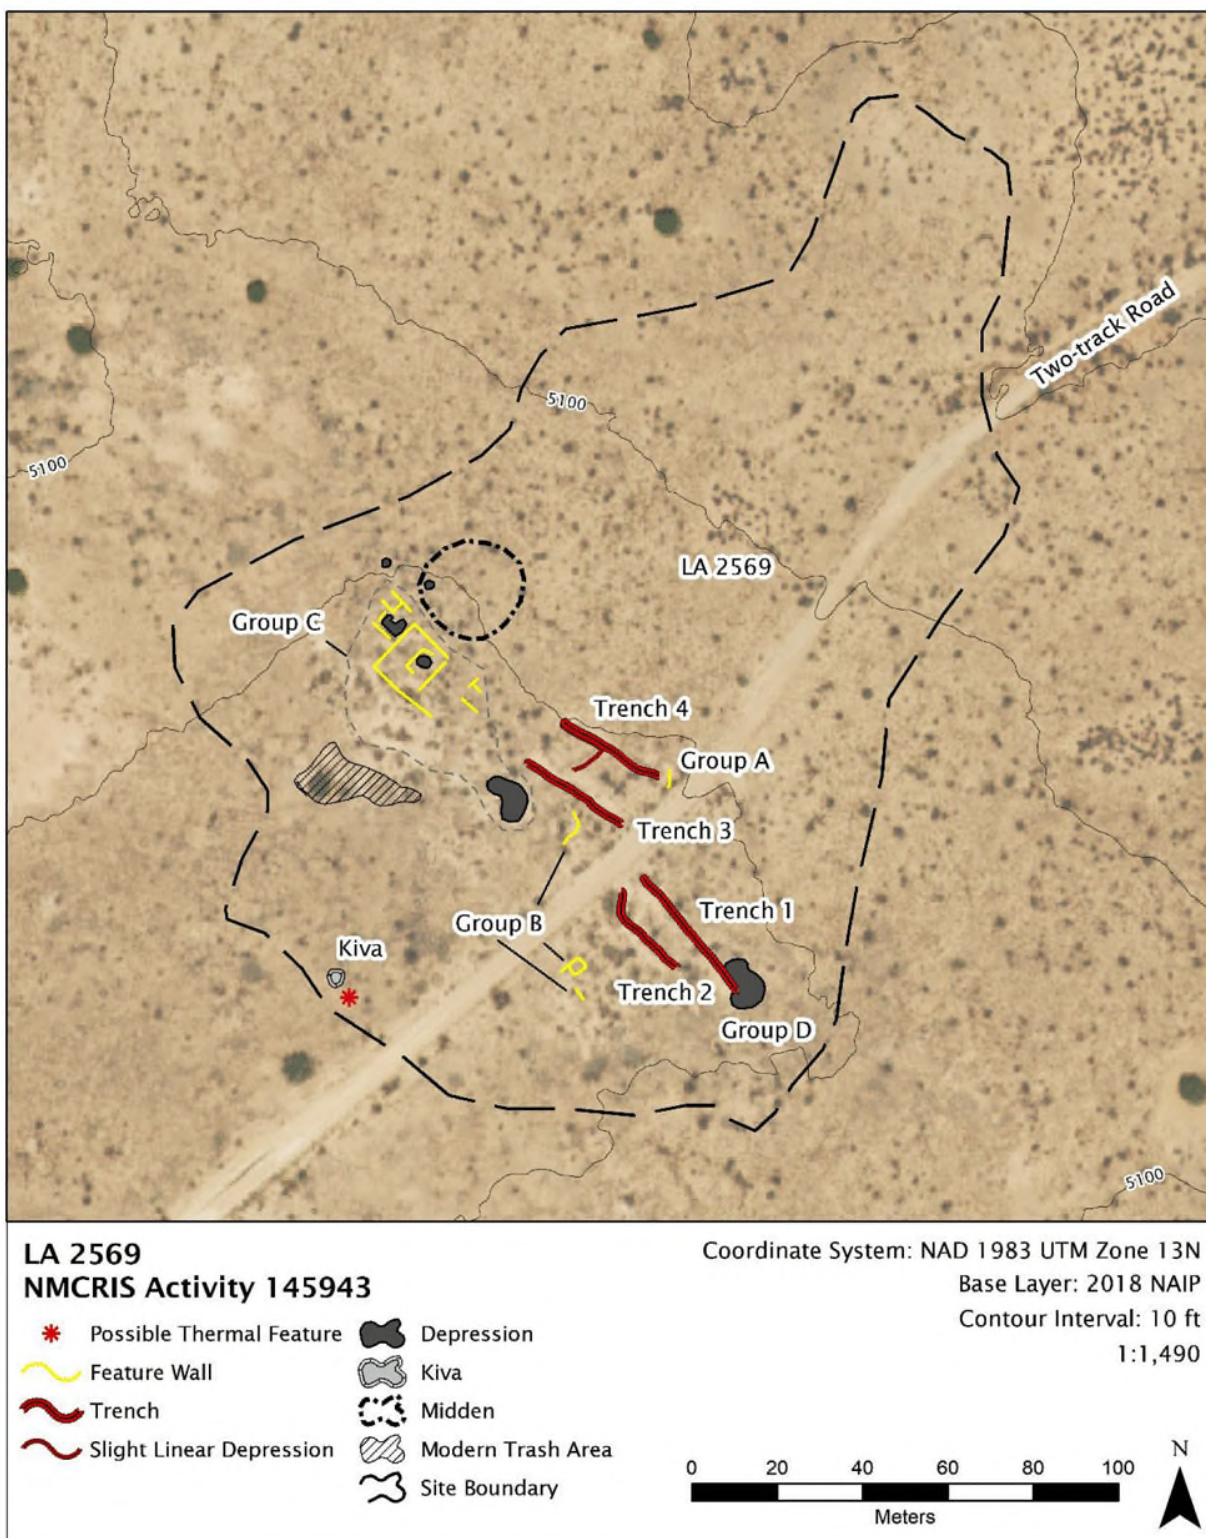 Two-track Road
5100
5100
LA 2569
Group C
Trench 4
Group A
Trench 3
Trench 1
Group B
Kiva
Trench 2
Group D
5100
LA 2569
NMCRIS Activity 145943
Possible Thermal Feature
Feature Wall
Trench
Slight Linear Depression
Depression
Kiva
Midden
Modern Trash Area
Site Boundary
Coordinate System: NAD 1983 UTM Zone 13N
Base Layer: 2018 NAIP
Contour Interval: 10 ft
1:1,490
N
0 20 40 60 80 100
Meters